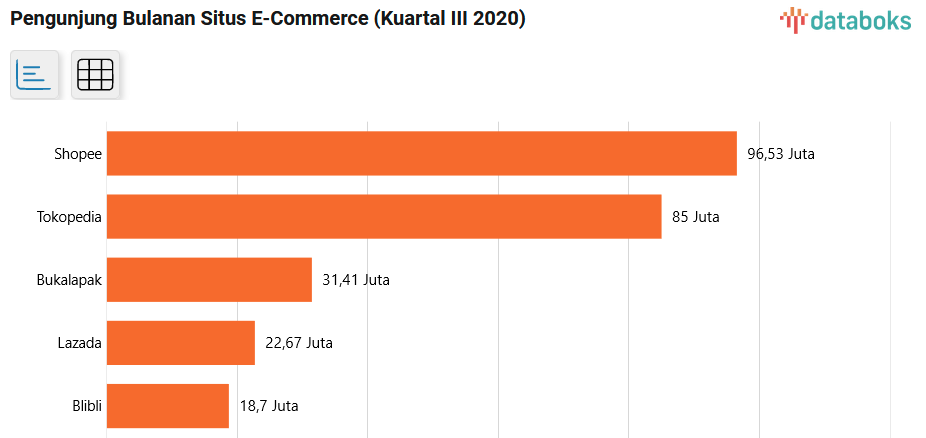 Pengunjung Bulanan Situs E-Commerce (Kuartal III 2020)
databoks
Shopee 96,53 Juta
Tokopedia 85 Juta
Bukalapak 31,41 Juta
Lazada 22,67 Juta
Blibli 18,7 Juta